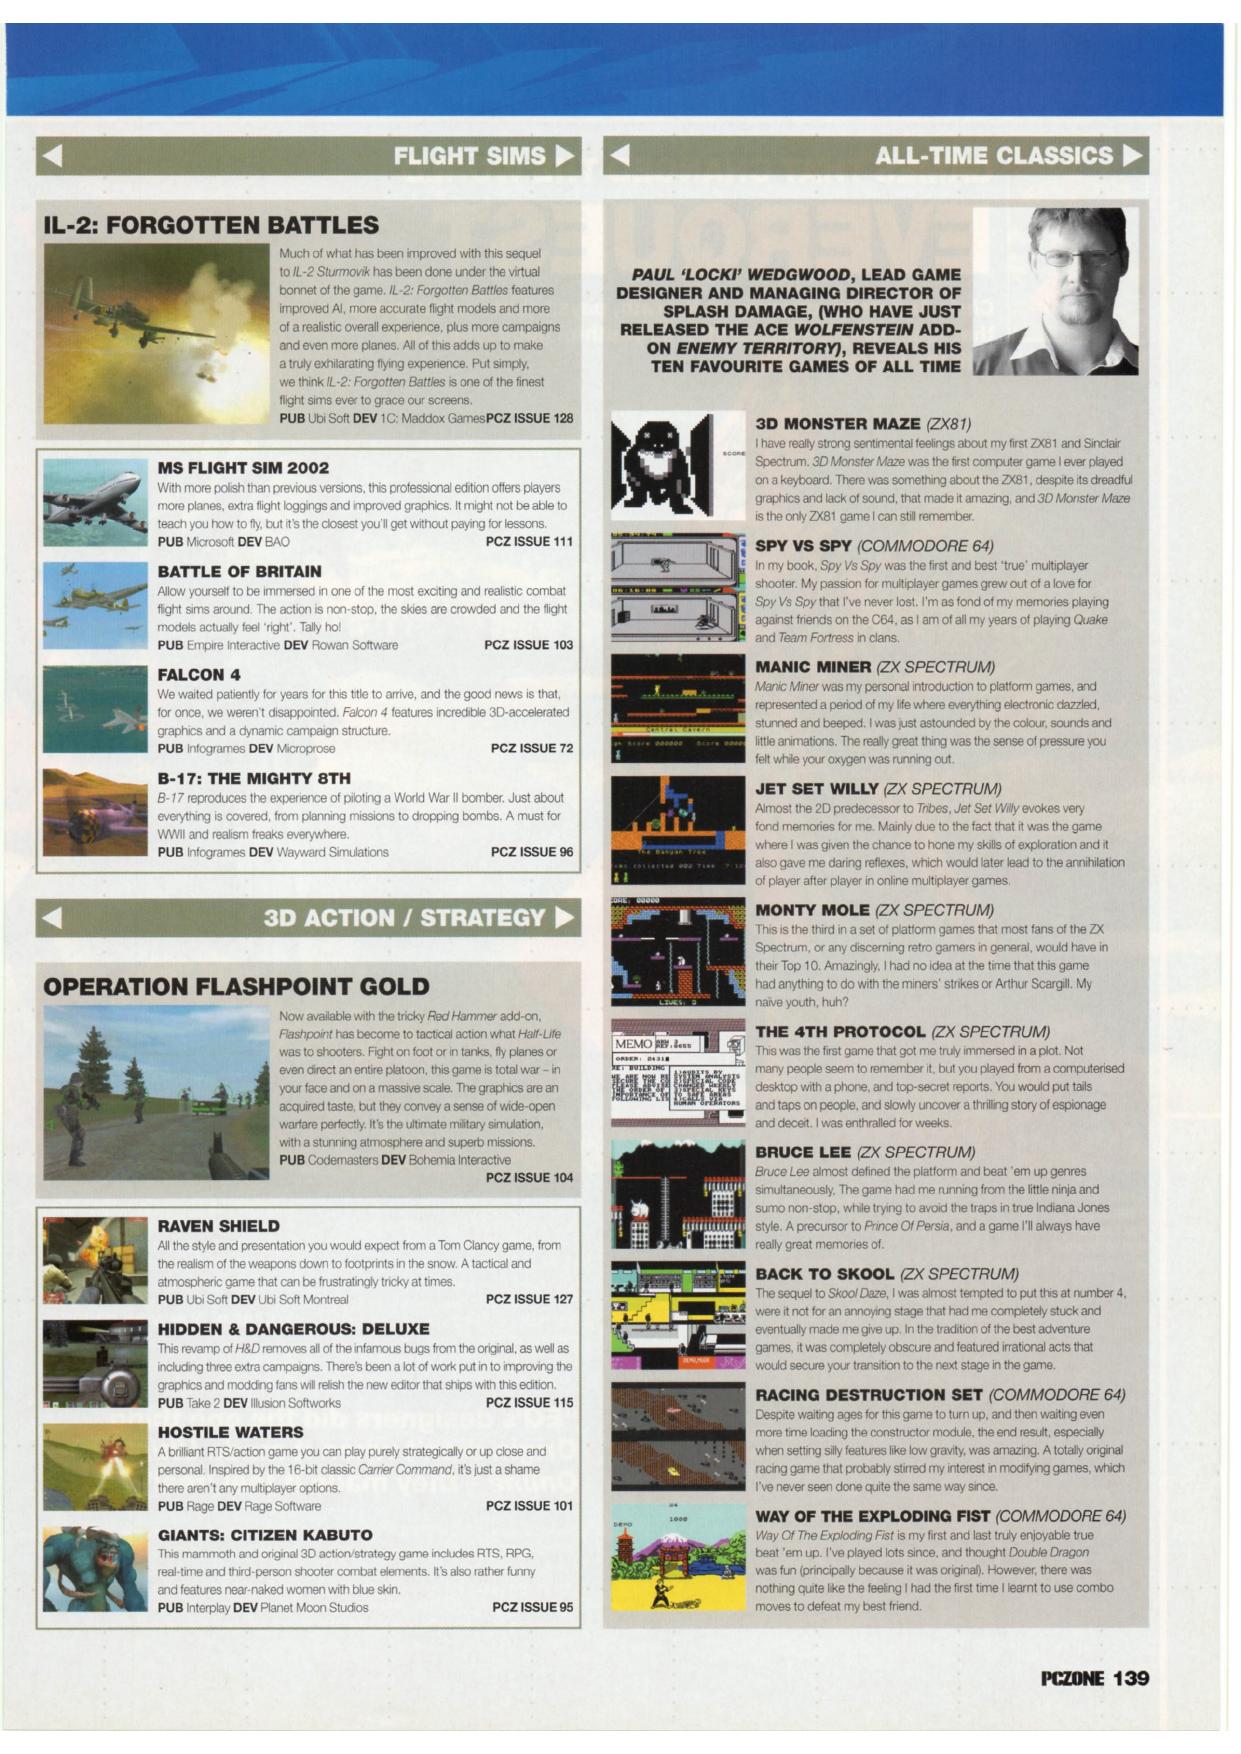 FLIGHT SIMS
IL-2: FORGOTTEN BATTLES
Much of what has been improved with this sequel
to IL-2 Sturmovik has been done under the virtual
bonnet of the game. IL-2: Forgotten Battles features
improved AI, more accurate flight models and more
of a realistic overall experience, plus more campaigns
and even more planes. All of this adds up to make
a truly exhilarating flying experience. Put simply,
we think IL-2: Forgotten Battles is one of the finest
flight sims ever to grace our screens.
PUB Ubi Soft DEV 1C: Maddox Games PCZ ISSUE 128
MS FLIGHT SIM 2002
With more polish than previous versions, this professional edition offers players
more planes, extra flight loggings and improved graphics. It might not be able to
teach you how to fly, but it's the closest you'll get without paying for lessons.
PUB Microsoft DEV BAO PCZ ISSUE 111
BATTLE OF BRITAIN
Allow yourself to be immersed in one of the most exciting and realistic combat
flight sims around. The action is non-stop, the skies are crowded and the flight
models actually feel 'right'. Tally ho!
PUB Empire Interactive DEV Rowan Software PCZ ISSUE 103
FALCON 4
We waited patiently for years for this title to arrive, and the good news is that,
for once, we weren't disappointed. Falcon 4 features incredible 3D-accelerated
graphics and a dynamic campaign structure.
PUB Infogrames DEV Microprose PCZ ISSUE 72
B-17: THE MIGHTY 8TH
B-17 reproduces the experience of piloting a World War II bomber. Just about
everything is covered, from planning missions to dropping bombs. A must for
WWII and realism freaks everywhere.
PUB Infogrames DEV Wayward Simulations PCZ ISSUE 96
3D ACTION / STRATEGY
OPERATION FLASHPOINT GOLD
Now available with the tricky Red Hammer add-on,
Flashpoint has become to tactical action what Half-Life
was to shooters. Fight on foot or in tanks, fly planes or
even direct an entire platoon, this game is total war – in
your face and on a massive scale. The graphics are an
acquired taste, but they convey a sense of wide-open
warfare perfectly. It's the ultimate military simulation,
with a stunning atmosphere and superb missions.
PUB Codemasters DEV Bohemia Interactive
PCZ ISSUE 104
RAVEN SHIELD
All the style and presentation you would expect from a Tom Clancy game, from
the realism of the weapons down to footprints in the snow. A tactical and
atmospheric game that can be frustratingly tricky at times.
PUB Ubi Soft DEV Ubi Soft Montreal PCZ ISSUE 127
HIDDEN & DANGEROUS: DELUXE
This revamp of H&D removes all of the infamous bugs from the original, as well as
including three extra campaigns. There's been a lot of work put in to improving the
graphics and modding fans will relish the new editor that ships with this edition.
PUB Take 2 DEV Illusion Softworks PCZ ISSUE 115
HOSTILE WATERS
A brilliant RTS/action game you can play purely strategically or up close and
personal. Inspired by the 16-bit classic Carrier Command, it's just a shame
there aren't any multiplayer options.
PUB Rage DEV Rage Software PCZ ISSUE 101
GIANTS: CITIZEN KABUTO
This mammoth and original 3D action/strategy game includes RTS, RPG,
real-time and third-person shooter combat elements. It's also rather funny
and features near-naked women with blue skin.
PUB Interplay DEV Planet Moon Studios PCZ ISSUE 95
ALL-TIME CLASSICS
PAUL 'LOCKI' WEDGWOOD, LEAD GAME
DESIGNER AND MANAGING DIRECTOR OF
SPLASH DAMAGE, (WHO HAVE JUST
RELEASED THE ACE WOLFENSTEIN ADD-
ON ENEMY TERRITORY), REVEALS HIS
TEN FAVOURITE GAMES OF ALL TIME
SCORE
3D MONSTER MAZE (ZX81)
I have really strong sentimental feelings about my first ZX81 and Sinclair
Spectrum. 3D Monster Maze was the first computer game I ever played
on a keyboard. There was something about the ZX81, despite its dreadful
graphics and lack of sound, that made it amazing, and 3D Monster Maze
is the only ZX81 game I can still remember.
SPY VS SPY (COMMODORE 64)
In my book, Spy Vs Spy was the first and best 'true' multiplayer
shooter. My passion for multiplayer games grew out of a love for
Spy Vs Spy that I've never lost. I'm as fond of my memories playing
against friends on the C64, as I am of all my years of playing Quake
and Team Fortress in clans.
Central Cavern
MANIC MINER (ZX SPECTRUM)
Manic Miner was my personal introduction to platform games, and
represented a period of my life where everything electronic dazzled,
stunned and beeped. I was just astounded by the colour, sounds and
little animations. The really great thing was the sense of pressure you
felt while your oxygen was running out.
The Banyan Tree
JET SET WILLY (ZX SPECTRUM)
Almost the 2D predecessor to Tribes, Jet Set Willy evokes very
fond memories for me. Mainly due to the fact that it was the game
where I was given the chance to hone my skills of exploration and it
also gave me daring reflexes, which would later lead to the annihilation
of player after player in online multiplayer games.
MONTY MOLE (ZX SPECTRUM)
This is the third in a set of platform games that most fans of the ZX
Spectrum, or any discerning retro gamers in general, would have in
their Top 10. Amazingly, I had no idea at the time that this game
had anything to do with the miners' strikes or Arthur Scargill. My
naïve youth, huh?
MEMO
ORDER: 2431
THE 4TH PROTOCOL (ZX SPECTRUM)
This was the first game that got me truly immersed in a plot. Not
many people seem to remember it, but you played from a computerised
desktop with a phone, and top-secret reports. You would put tails
and taps on people, and slowly uncover a thrilling story of espionage
and deceit. I was enthralled for weeks.
BRUCE LEE (ZX SPECTRUM)
Bruce Lee almost defined the platform and beat 'em up genres
simultaneously, The game had me running from the little ninja and
sumo non-stop, while trying to avoid the traps in true Indiana Jones
style. A precursor to Prince Of Persia, and a game I'll always have
really great memories of.
BACK TO SKOOL (ZX SPECTRUM)
The sequel to Skool Daze, I was almost tempted to put this at number 4,
were it not for an annoying stage that had me completely stuck and
eventually made me give up. In the tradition of the best adventure
games, it was completely obscure and featured irrational acts that
would secure your transition to the next stage in the game.
RACING DESTRUCTION SET (COMMODORE 64)
Despite waiting ages for this game to turn up, and then waiting even
more time loading the constructor module, the end result, especially
when setting silly features like low gravity, was amazing. A totally original
racing game that probably stirred my interest in modifying games, which
I've never seen done quite the same way since.
DEMO
1000
WAY OF THE EXPLODING FIST (COMMODORE 64)
Way Of The Exploding Fist is my first and last truly enjoyable true
beat 'em up. I've played lots since, and thought Double Dragon
was fun (principally because it was original). However, there was
nothing quite like the feeling I had the first time I learnt to use combo
moves to defeat my best friend.
PCZONE 139